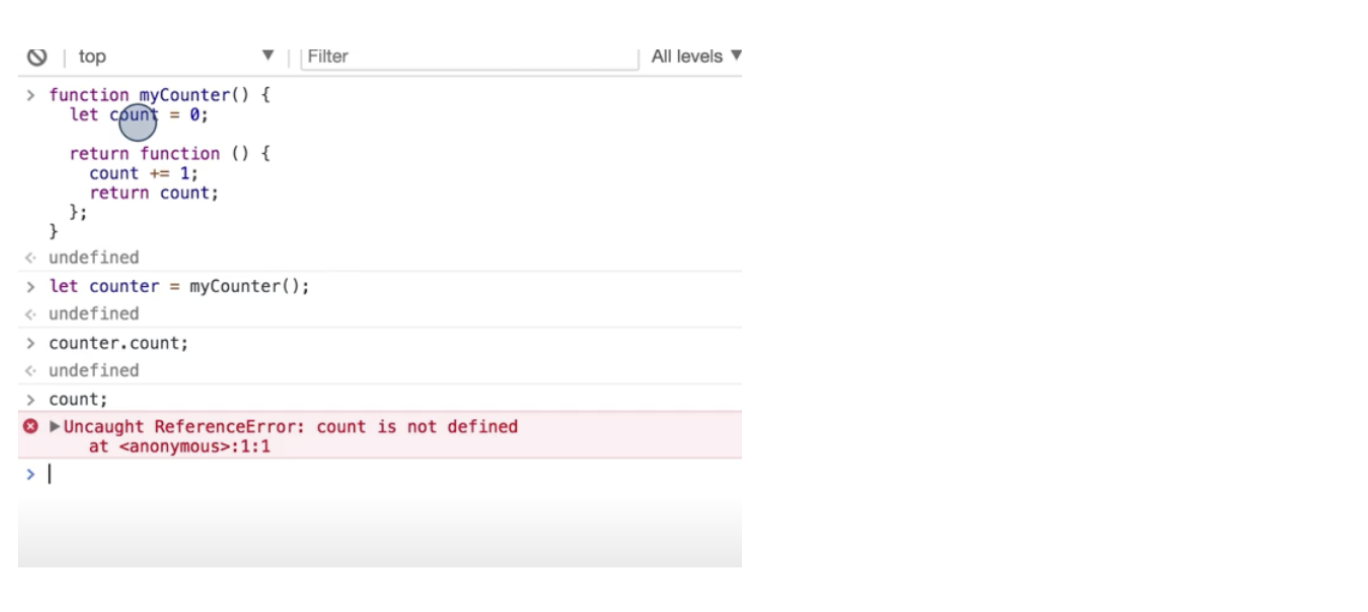 top ▼ Filter All levels ▼
> function myCounter() {
let count = 0;
return function () {
count += 1;
return count;
};
}
undefined
> let counter = myCounter();
undefined
> counter.count;
undefined
> count;
Uncaught ReferenceError: count is not defined
at <anonymous>:1:1
>